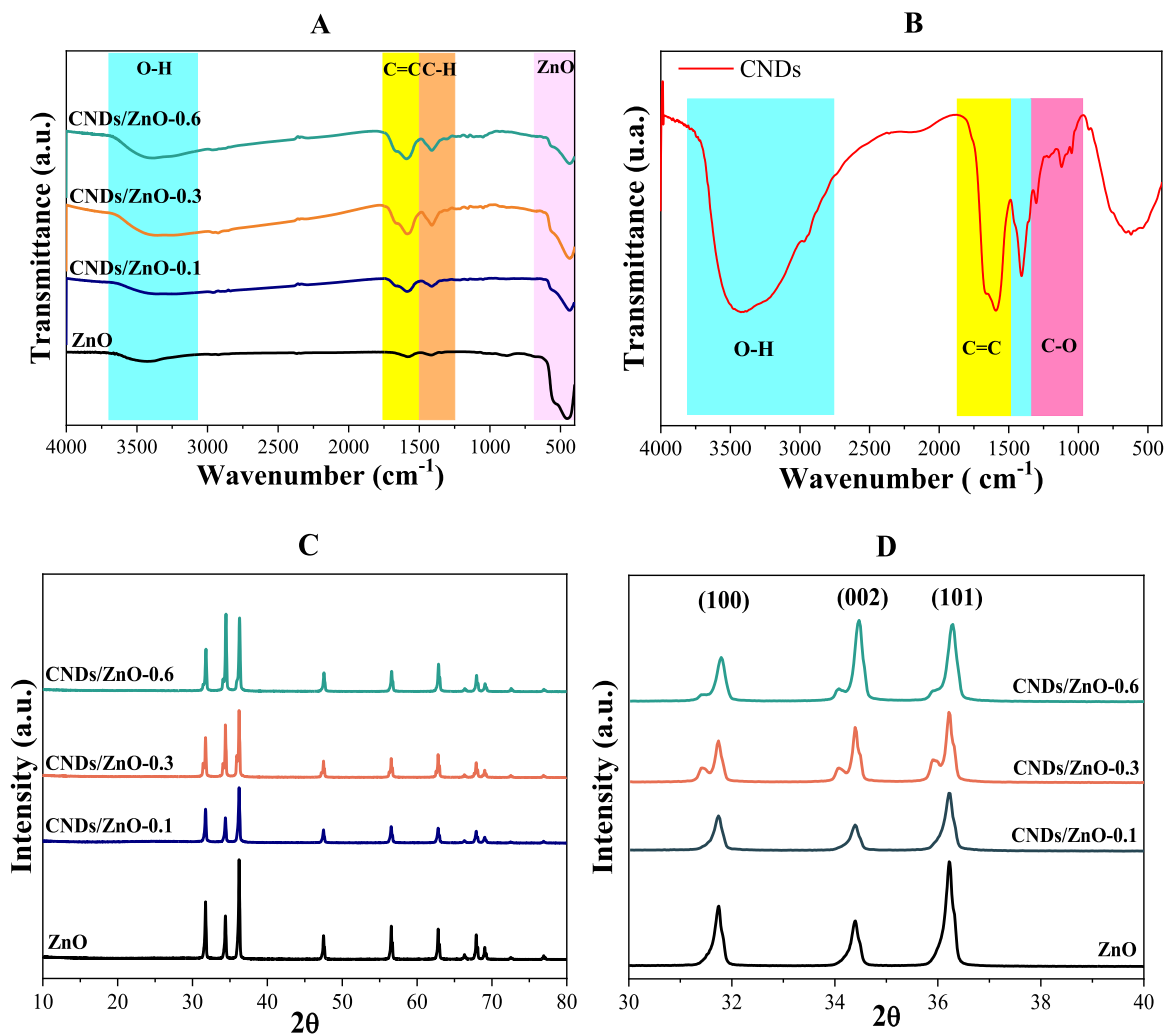 A
O-H
C=C
C-H
ZnO
CNDs/ZnO-0.6
CNDs/ZnO-0.3
CNDs/ZnO-0.1
ZnO
Transmittance (a.u.)
4000 3500 3000 2500 2000 1500 1000 500
Wavenumber (cm⁻¹)
B
CNDs
O-H
C=C
C-O
Transmittance (u.a.)
4000 3500 3000 2500 2000 1500 1000 500
Wavenumber ( cm⁻¹)
C
CNDs/ZnO-0.6
CNDs/ZnO-0.3
CNDs/ZnO-0.1
ZnO
Intensity (a.u.)
10 20 30 40 50 60 70 80
2θ
D
(100) (002) (101)
CNDs/ZnO-0.6
CNDs/ZnO-0.3
CNDs/ZnO-0.1
ZnO
Intensity (a.u.)
30 32 34 36 38 40
2θ